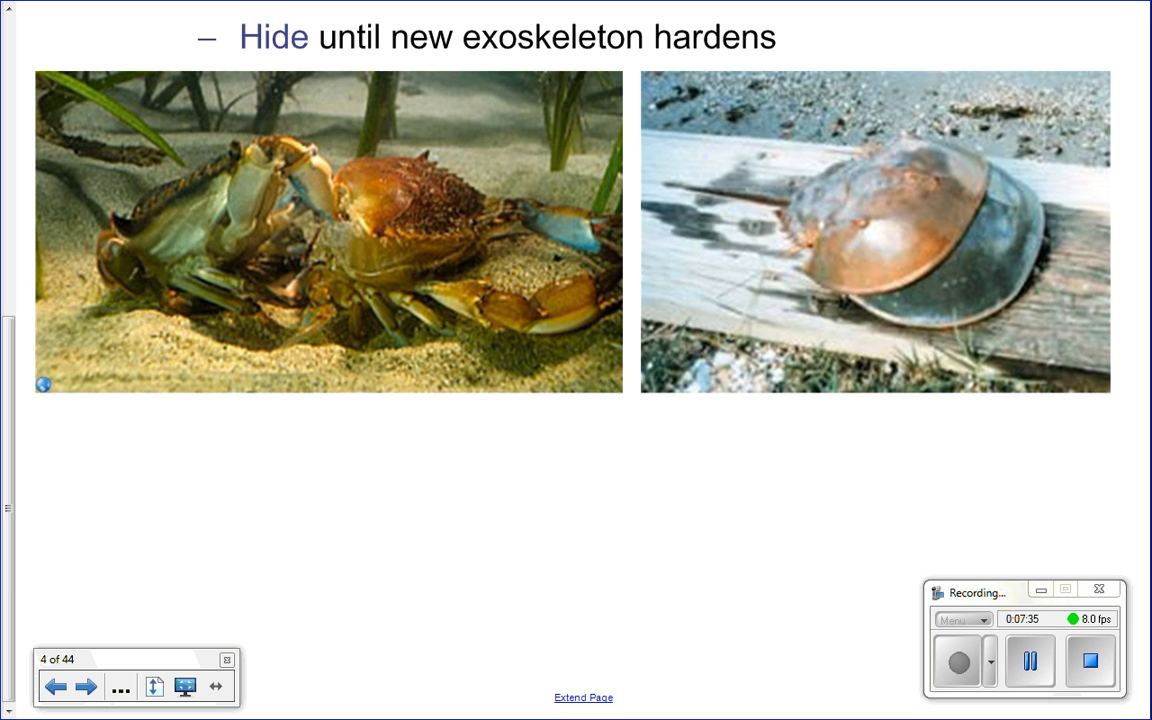 – Hide until new exoskeleton hardens
Recording...
Menu
0:07:35
8.0 fps
4 of 44
...
Extend Page